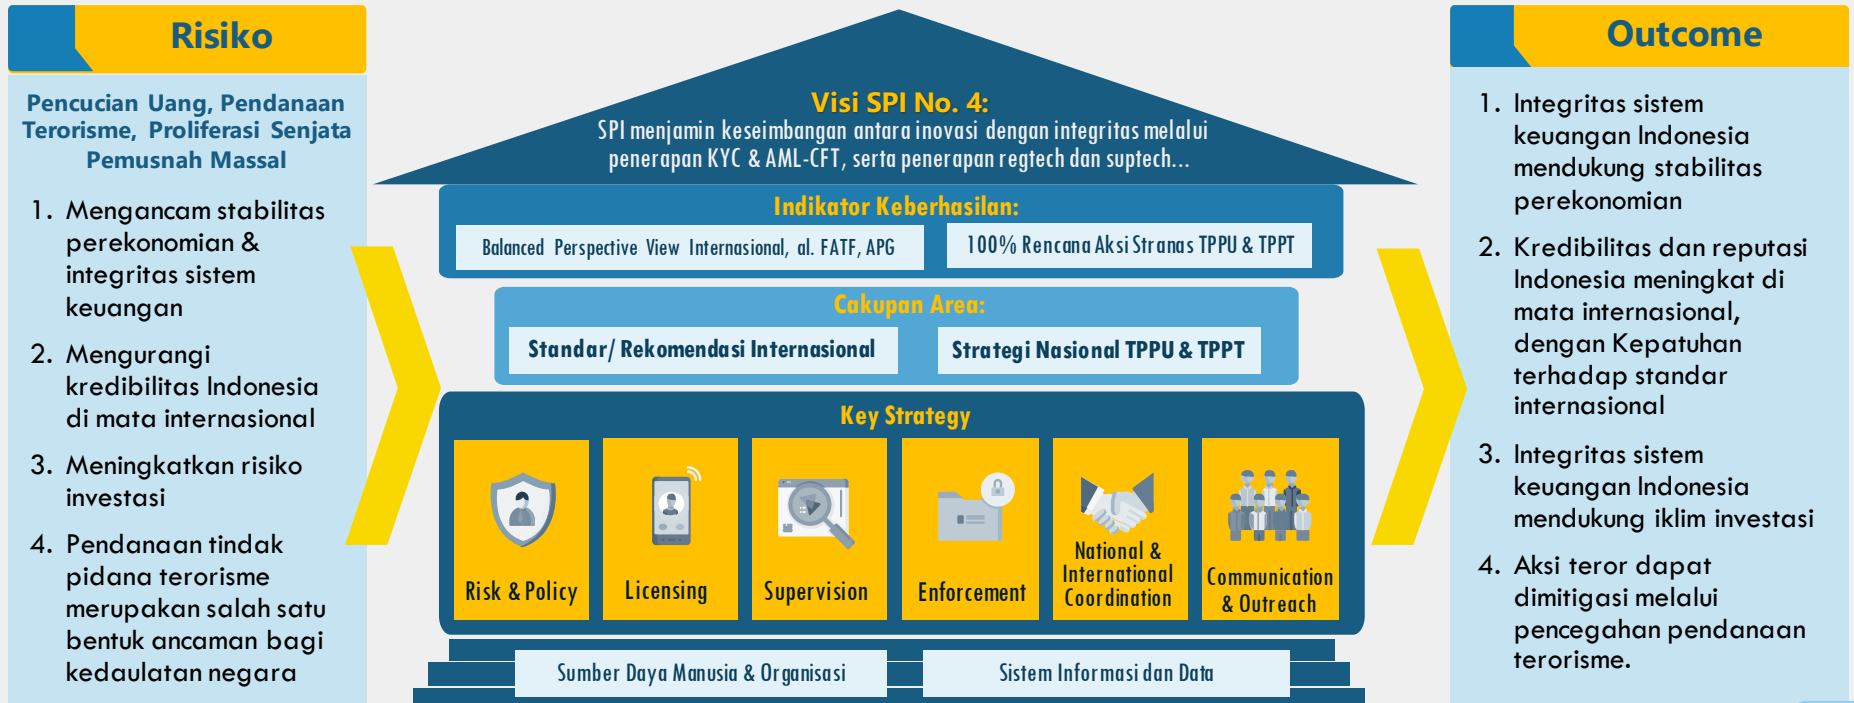 Risiko
Pencucian Uang, Pendanaan
Terorisme, Proliferasi Senjata
Pemusnah Massal
1. Mengancam stabilitas
perekonomian &
integritas sistem
keuangan
2. Mengurangi
kredibilitas Indonesia
di mata internasional
3. Meningkatkan risiko
investasi
4. Pendanaan tindak
pidana terorisme
merupakan salah satu
bentuk ancaman bagi
kedaulatan negara
Visi SPI No. 4:
SPI menjamin keseimbangan antara inovasi dengan integritas melalui
penerapan KYC & AML-CFT, serta penerapan regtech dan suptech...
Indikator Keberhasilan:
Balanced Perspective View Internasional, al. FATF, APG
100% Rencana Aksi Stranas TPPU & TPPT
Cakupan Area:
Standar/ Rekomendasi Internasional
Strategi Nasional TPPU & TPPT
Key Strategy
Risk & Policy
Licensing
Supervision
Enforcement
National &
International
Coordination
Communication
& Outreach
Sumber Daya Manusia & Organisasi
Sistem Informasi dan Data
Outcome
1. Integritas sistem
keuangan Indonesia
mendukung stabilitas
perekonomian
2. Kredibilitas dan reputasi
Indonesia meningkat di
mata internasional,
dengan Kepatuhan
terhadap standar
internasional
3. Integritas sistem
keuangan Indonesia
mendukung iklim investasi
4. Aksi teror dapat
dimitigasi melalui
pencegahan pendanaan
terorisme.